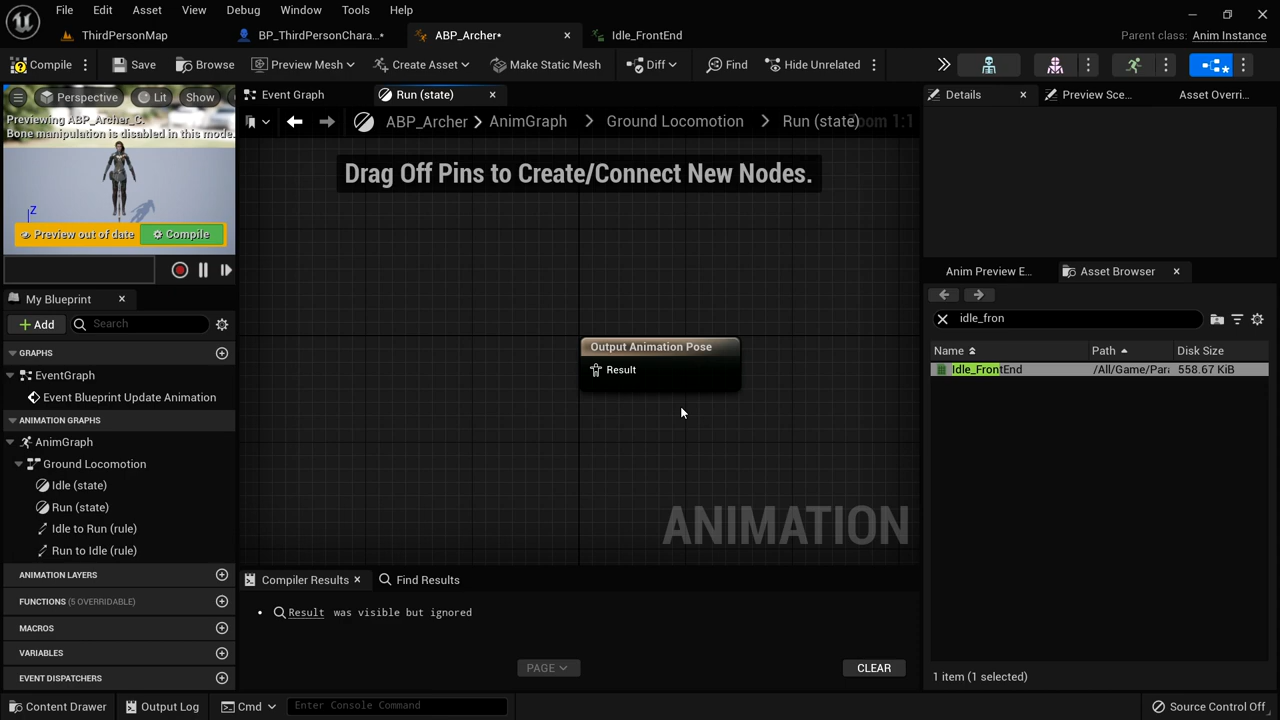 File Edit Asset View Debug Window Tools Help
ThirdPersonMap BP_ThirdPersonChara...* ABP_Archer* Idle_FrontEnd Parent class: Anim Instance
Compile Save Browse Preview Mesh Create Asset Make Static Mesh Diff Find Hide Unrelated
Perspective Lit Show
Previewing ABP_Archer_C.
Bone manipulation is disabled in this mode.
Z
Preview out of date Compile
My Blueprint
Add Search
GRAPHS
EventGraph
Event Blueprint Update Animation
ANIMATION GRAPHS
AnimGraph
Ground Locomotion
Idle (state)
Run (state)
Idle to Run (rule)
Run to Idle (rule)
ANIMATION LAYERS
FUNCTIONS (5 OVERRIDABLE)
MACROS
VARIABLES
EVENT DISPATCHERS
Event Graph Run (state)
ABP_Archer > AnimGraph > Ground Locomotion > Run (state) oom 1:1
Drag Off Pins to Create/Connect New Nodes.
Output Animation Pose
Result
ANIMATION
Compiler Results Find Results
• Result was visible but ignored
PAGE CLEAR
Details Preview Sce... Asset Overri...
Anim Preview E... Asset Browser
idle_fron
Name Path Disk Size
Idle_FrontEnd /All/Game/Para 558.67 KiB
1 item (1 selected)
Content Drawer Output Log Cmd Enter Console Command Source Control Off